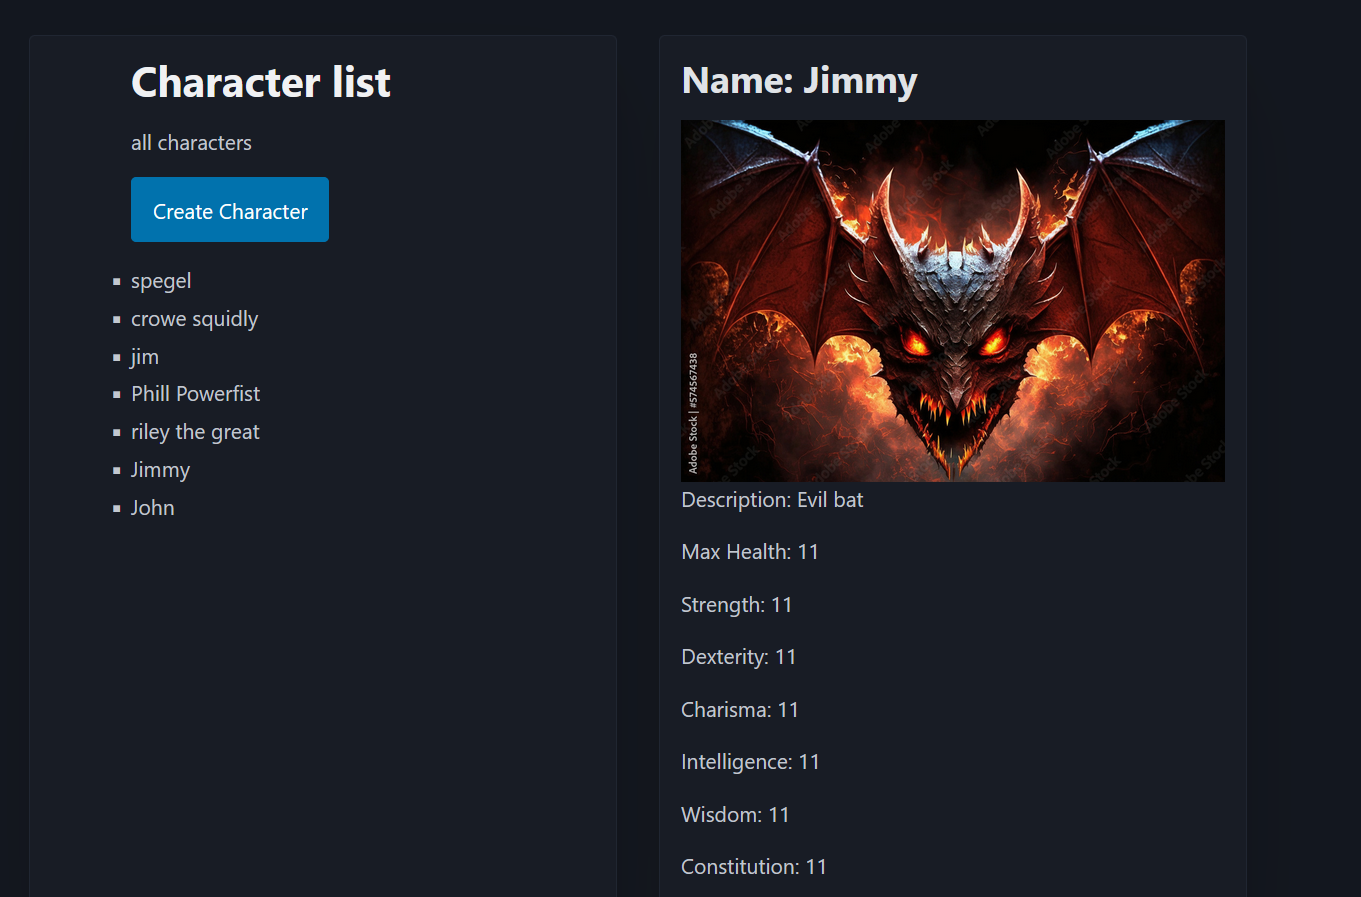 Character list
all characters
Create Character
spegel
crowe squidly
jim
Phill Powerfist
riley the great
Jimmy
John
Name: Jimmy
Adobe Stock | #574567438
Description: Evil bat
Max Health: 11
Strength: 11
Dexterity: 11
Charisma: 11
Intelligence: 11
Wisdom: 11
Constitution: 11